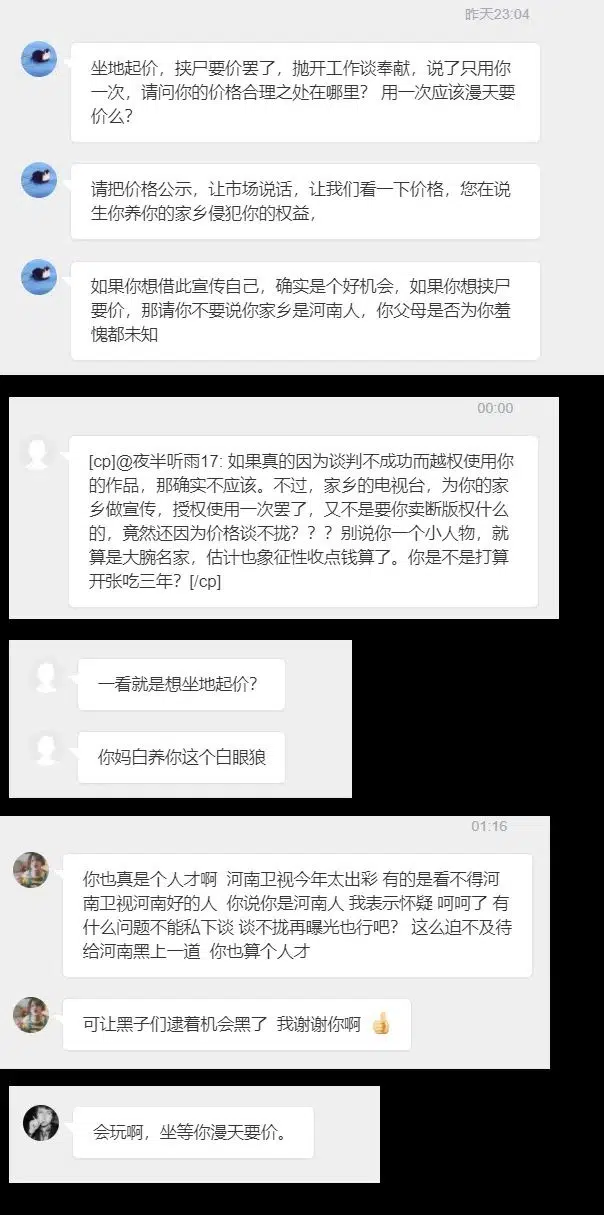 昨天23:04
坐地起价，挟尸要价罢了，抛开工作谈奉献，说了只用你
一次，请问你的价格合理之处在哪里？ 用一次应该漫天要
价么？
请把价格公示，让市场说话，让我们看一下价格，您在说
生你养你的家乡侵犯你的权益，
如果你想借此宣传自己，确实是个好机会，如果你想挟尸
要价，那请你不要说你家乡是河南人，你父母是否为你羞
愧都未知
00:00
[cp]@夜半听雨17: 如果真的因为谈判不成功而越权使用你
的作品，那确实不应该。不过，家乡的电视台，为你的家
乡做宣传，授权使用一次罢了，又不是要你卖断版权什么
的，竟然还因为价格谈不拢？？？别说你一个小人物，就
算是大腕名家，估计也象征性收点钱算了。你是不是打算
开张吃三年？[/cp]
一看就是想坐地起价？
你妈白养你这个白眼狼
01:16
你也真是个人才啊 河南卫视今年太出彩 有的是看不得河
南卫视河南好的人 你说你是河南人 我表示怀疑 呵呵了 有
什么问题不能私下谈 谈不拢再曝光也行吧？ 这么迫不及待
给河南黑上一道 你也算个人才
可让黑子们逮着机会黑了 我谢谢你啊 👍
会玩啊，坐等你漫天要价。